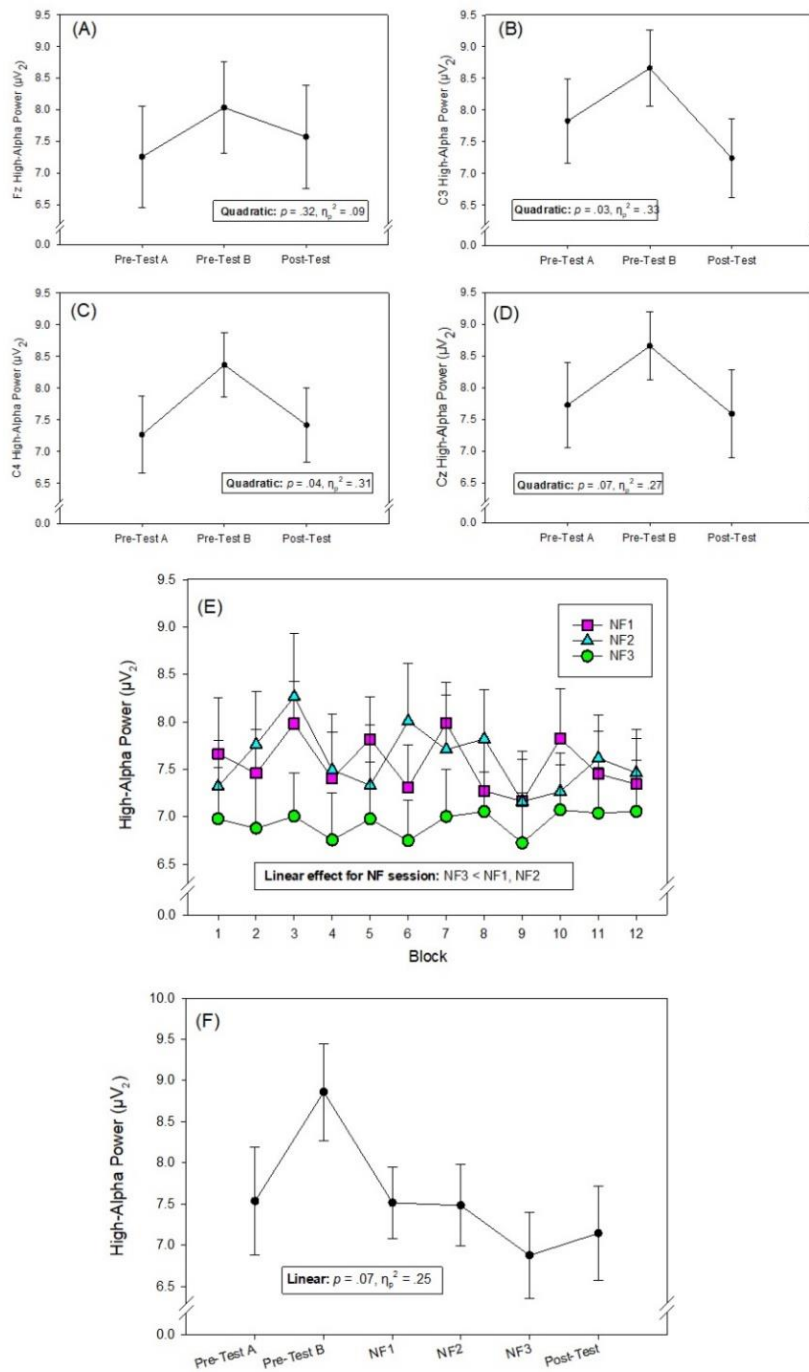 (A)
Fz High-Alpha Power (µV2)
9.5
9.0
8.5
8.0
7.5
7.0
6.5
0.0
Quadratic: p = .32, ηp2 = .09
Pre-Test A Pre-Test B Post-Test
(B)
C3 High-Alpha Power (µV2)
9.5
9.0
8.5
8.0
7.5
7.0
6.5
0.0
Quadratic: p = .03, ηp2 = .33
Pre-Test A Pre-Test B Post-Test
(C)
C4 High-Alpha Power (µV2)
9.5
9.0
8.5
8.0
7.5
7.0
6.5
0.0
Quadratic: p = .04, ηp2 = .31
Pre-Test A Pre-Test B Post-Test
(D)
Cz High-Alpha Power (µV2)
9.5
9.0
8.5
8.0
7.5
7.0
6.5
0.0
Quadratic: p = .07, ηp2 = .27
Pre-Test A Pre-Test B Post-Test
(E)
High-Alpha Power (µV2)
9.5
9.0
8.5
8.0
7.5
7.0
6.5
0.0
NF1
NF2
NF3
Linear effect for NF session: NF3 < NF1, NF2
1 2 3 4 5 6 7 8 9 10 11 12
Block
(F)
High-Alpha Power (µV2)
10.0
9.5
9.0
8.5
8.0
7.5
7.0
6.5
0.0
Linear: p = .07, ηp2 = .25
Pre-Test A Pre-Test B NF1 NF2 NF3 Post-Test